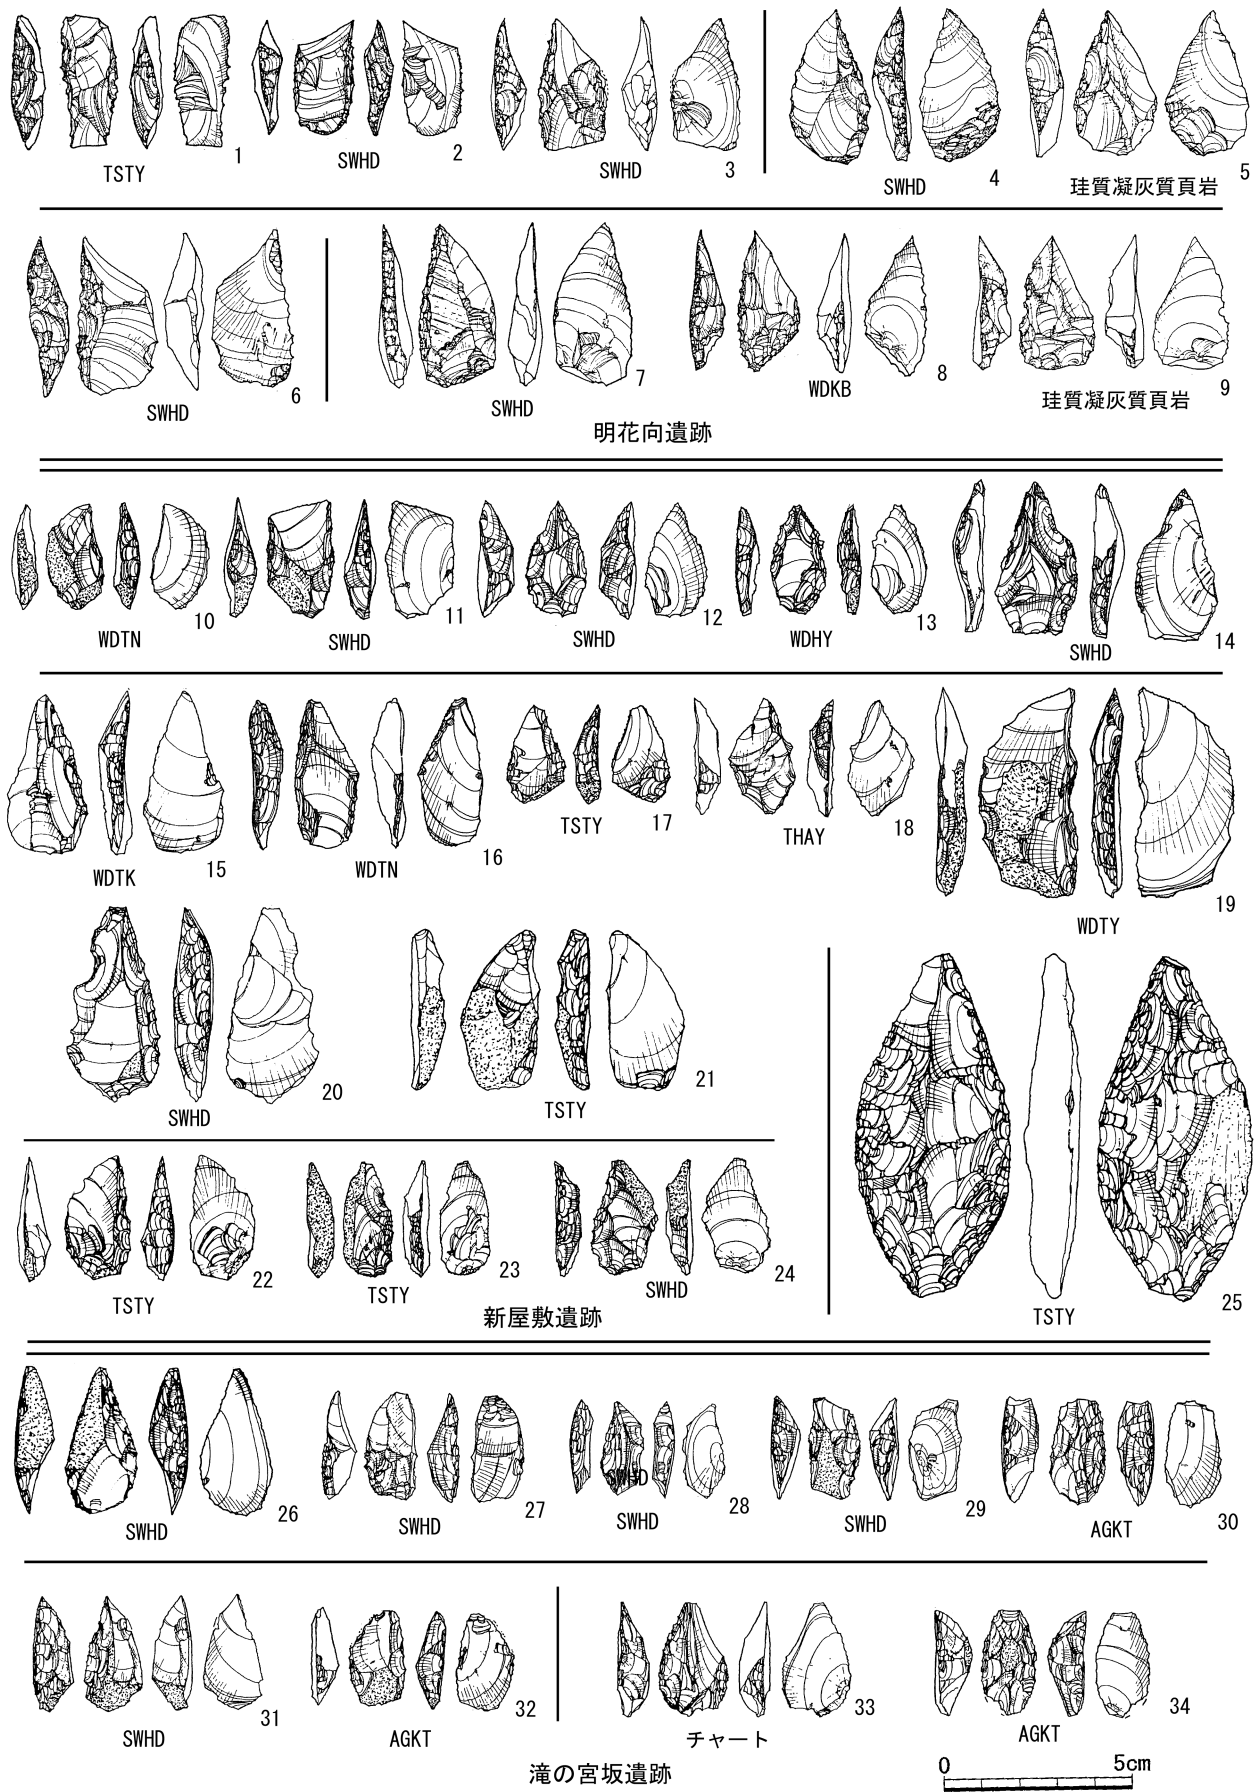 1
TSTY
2
SWHD
3
SWHD
4
SWHD
5
珪質凝灰質頁岩
6
SWHD
7
SWHD
8
WDKB
9
珪質凝灰質頁岩
明花向遺跡
10
WDTN
11
SWHD
12
SWHD
13
WDHY
14
SWHD
15
WDTK
16
WDTN
17
TSTY
18
THAY
19
WDTY
20
SWHD
21
TSTY
22
TSTY
23
TSTY
24
SWHD
新屋敷遺跡
25
TSTY
26
SWHD
27
SWHD
SWHD
28
SWHD
29
SWHD
30
AGKT
31
SWHD
32
AGKT
33
チャート
34
AGKT
滝の宮坂遺跡
0 5cm